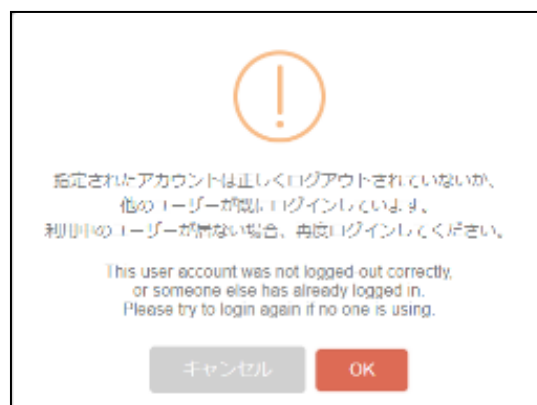 指定されたアカウントは正しくログアウトされていないか、
他のユーザーが既にログインしています。
利用中のユーザーが居ない場合、再度ログインしてください。
This user account was not logged out correctly,
or someone else has already logged in.
Please try to login again if no one is using.
キャンセル
OK